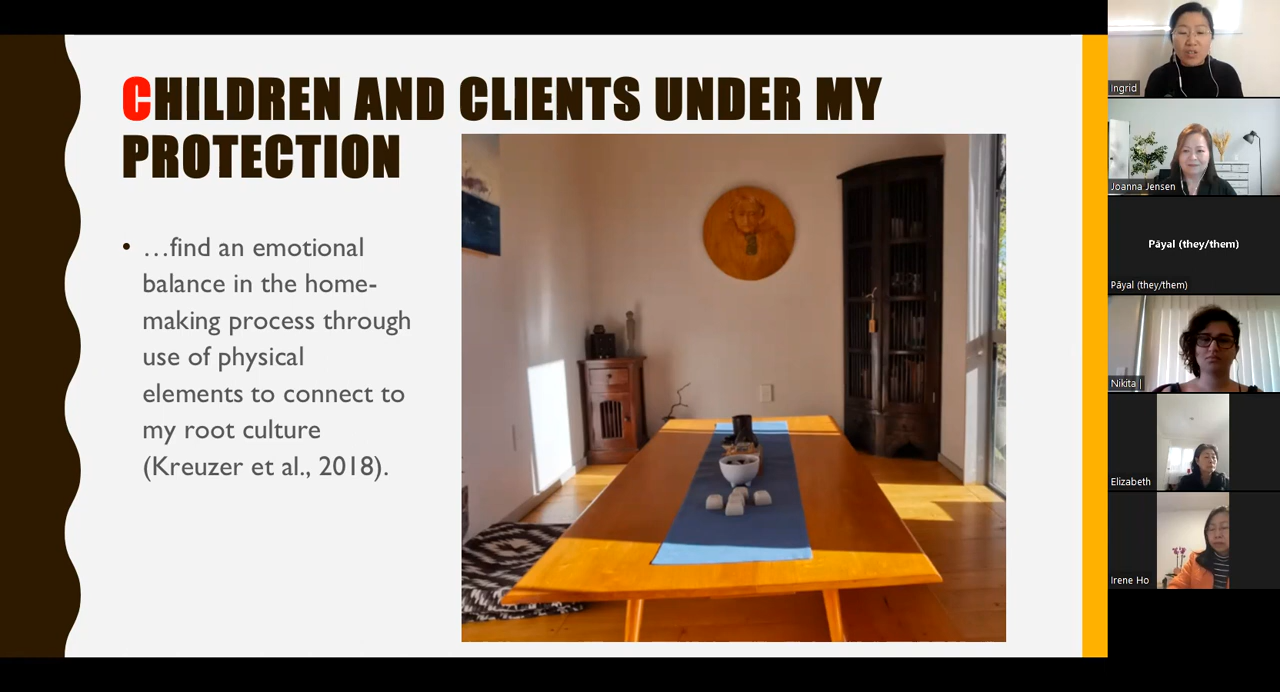 CHILDREN AND CLIENTS UNDER MY
PROTECTION
• …find an emotional
balance in the home-
making process through
use of physical
elements to connect to
my root culture
(Kreuzer et al., 2018).
Ingrid
Joanna Jensen
Pāyal (they/them)
Pāyal (they/them)
Nikita |
Elizabeth
Irene Ho